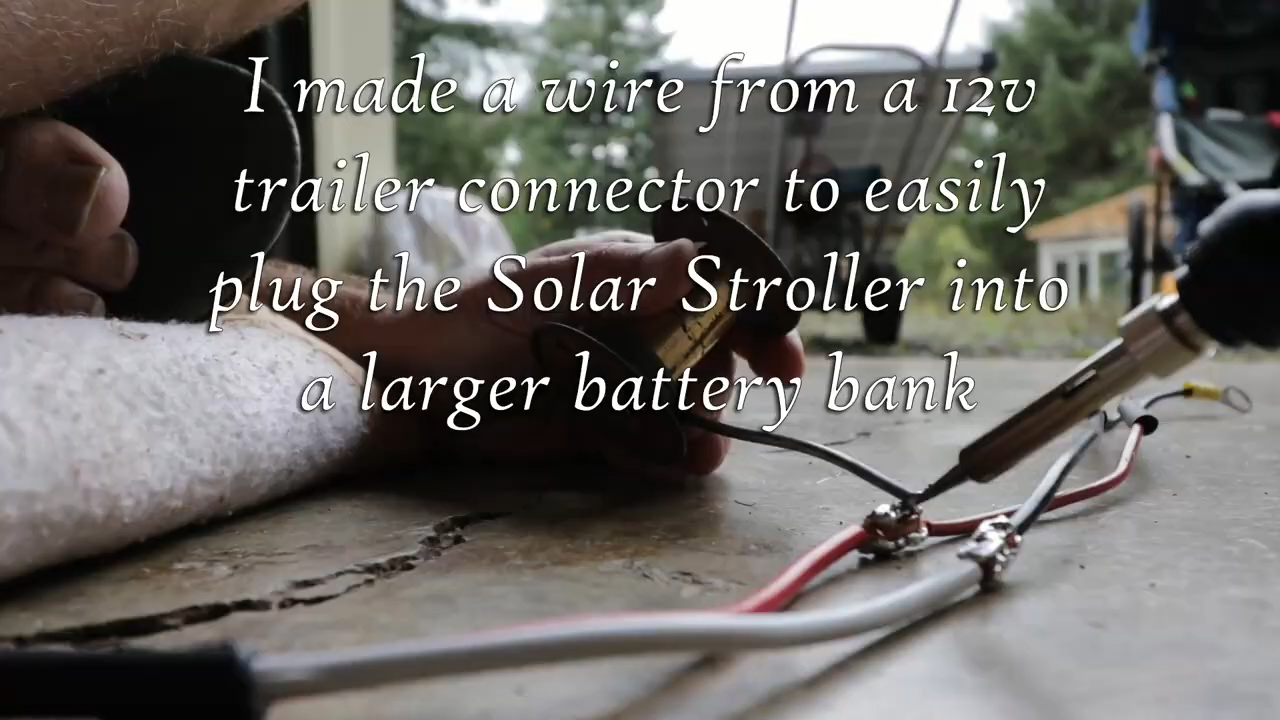 I made a wire from a 12v
trailer connector to easily
plug the Solar Stroller into
a larger battery bank